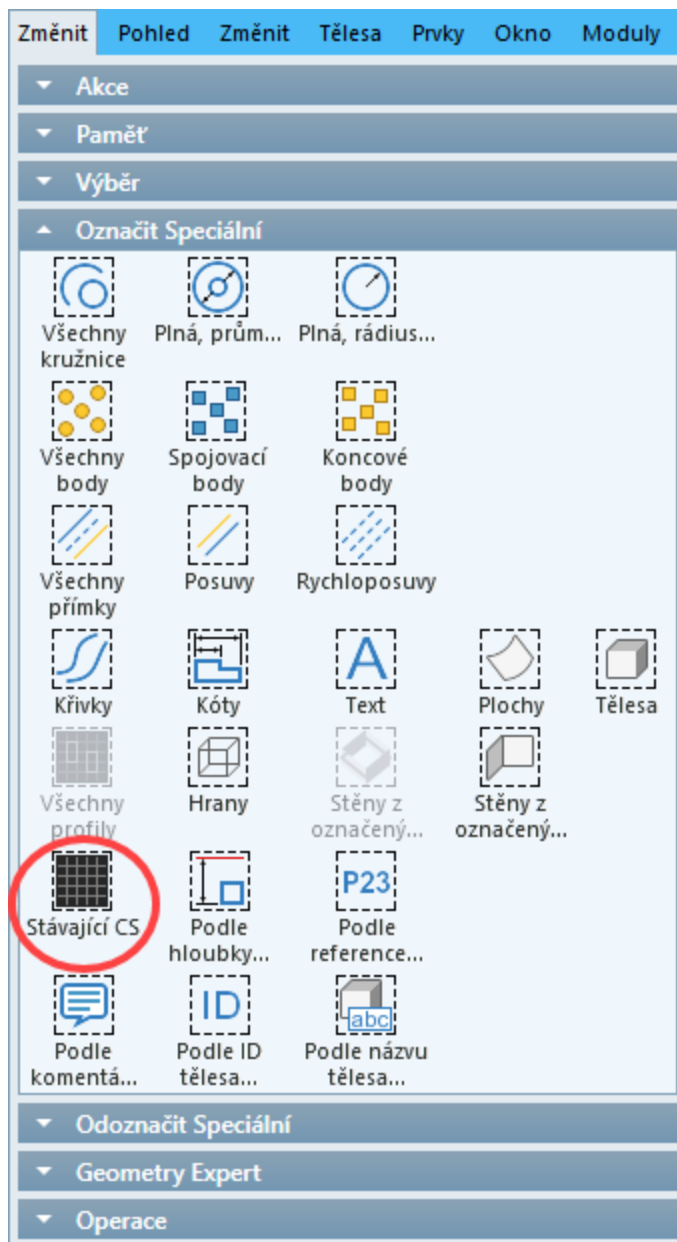 Změnit Pohled Změnit Tělesa Prvky Okno Moduly
Akce
Paměť
Výběr
Označit Speciální
Všechny
kružnice
Plná, prům...
Plná, rádius...
Všechny
body
Spojovací
body
Koncové
body
Všechny
přímky
Posuvy
Rychloposuvy
Křivky
Kóty
A
Text
Plochy
Tělesa
Všechny
profily
Hrany
Stěny z
označený...
Stěny z
označený...
Stávající CS
Podle
hloubky...
P23
Podle
reference...
Podle
komentá...
ID
Podle ID
tělesa...
abc
Podle názvu
tělesa...
Odoznačit Speciální
Geometry Expert
Operace